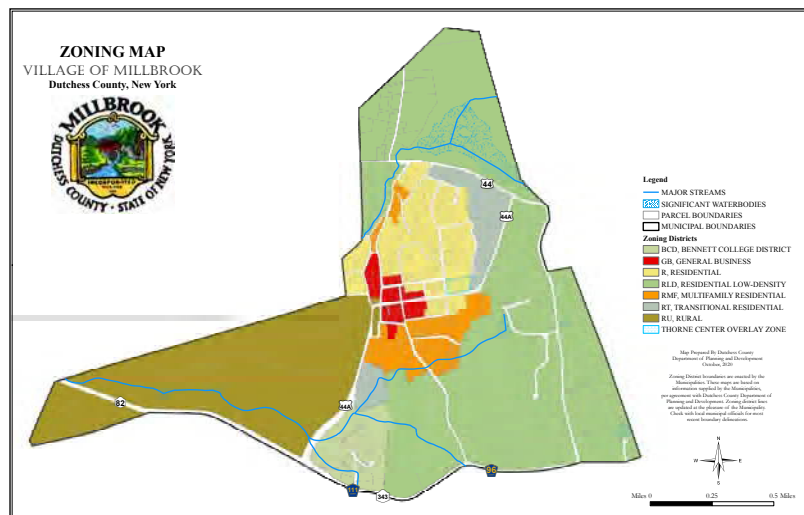 ZONING MAP
VILLAGE OF MILLBROOK
Dutchess County, New York
MILLBROOK
INCORPORATED
DUTCHESS COUNTY · STATE OF NEW YORK
44
44A
82
44A
111
343
96
Legend
MAJOR STREAMS
SIGNIFICANT WATERBODIES
PARCEL BOUNDARIES
MUNICIPAL BOUNDARIES
Zoning Districts
BCD, BENNETT COLLEGE DISTRICT
GB, GENERAL BUSINESS
R, RESIDENTIAL
RLD, RESIDENTIAL LOW-DENSITY
RMF, MULTIFAMILY RESIDENTIAL
RT, TRANSITIONAL RESIDENTIAL
RU, RURAL
THORNE CENTER OVERLAY ZONE
Map Prepared By Dutchess County
Department of Planning and Development
October, 2020
Zoning District boundaries are enacted by the
Municipalities. These maps are based on
information supplied by the Municipalities,
per agreement with Dutchess County Department of
Planning and Development. Zoning district lines
are updated at the pleasure of the Municipality.
Check with local municipal officials for most
recent boundary delineations.
N
W E
S
Miles 0 0.25 0.5 Miles